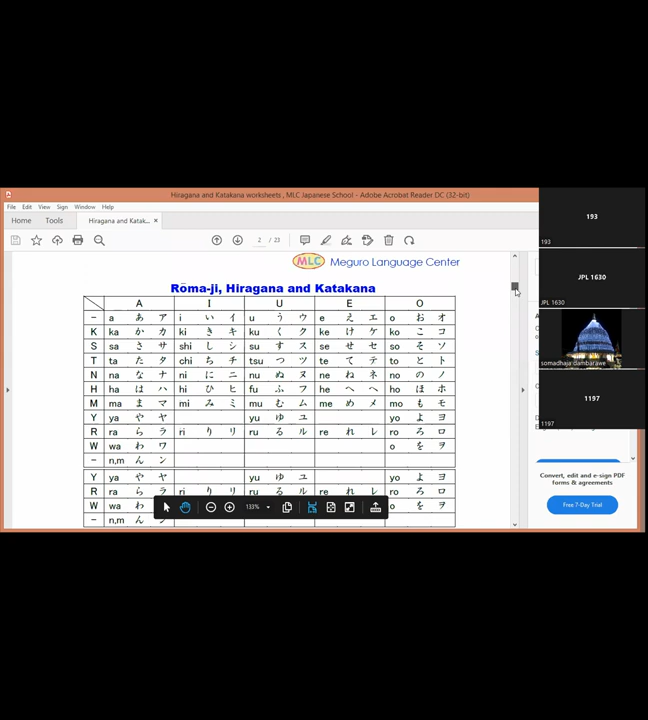 Hiragana and Katakana worksheets , MLC Japanese School - Adobe Acrobat Reader DC (32-bit)
File Edit View Sign Window Help
Home Tools Hiragana and Katak... ×
2 / 23
MLC Meguro Language Center
Rōma-ji, Hiragana and Katakana
A I U E O
– a あ ア i い イ u う ウ e え エ o お オ
K ka か カ ki き キ ku く ク ke け ケ ko こ コ
S sa さ サ shi し シ su す ス se せ セ so そ ソ
T ta た タ chi ち チ tsu つ ツ te て テ to と ト
N na な ナ ni に ニ nu ぬ ヌ ne ね ネ no の ノ
H ha は ハ hi ひ ヒ fu ふ フ he へ ヘ ho ほ ホ
M ma ま マ mi み ミ mu む ム me め メ mo も モ
Y ya や ヤ yu ゆ ユ yo よ ヨ
R ra ら ラ ri り リ ru る ル re れ レ ro ろ ロ
W wa わ ワ o を ヲ
– n,m ん ン
Y ya や ヤ yu ゆ ユ yo よ ヨ
R ra ら ラ ri り リ ru る ル re れ レ ro ろ ロ
W wa わ o を ヲ
– n,m ん ン
133%
193
193
JPL 1630
JPL 1630
somadhaja dambarawe
1197
1197
Convert, edit and e-sign PDF
forms & agreements
Free 7-Day Trial